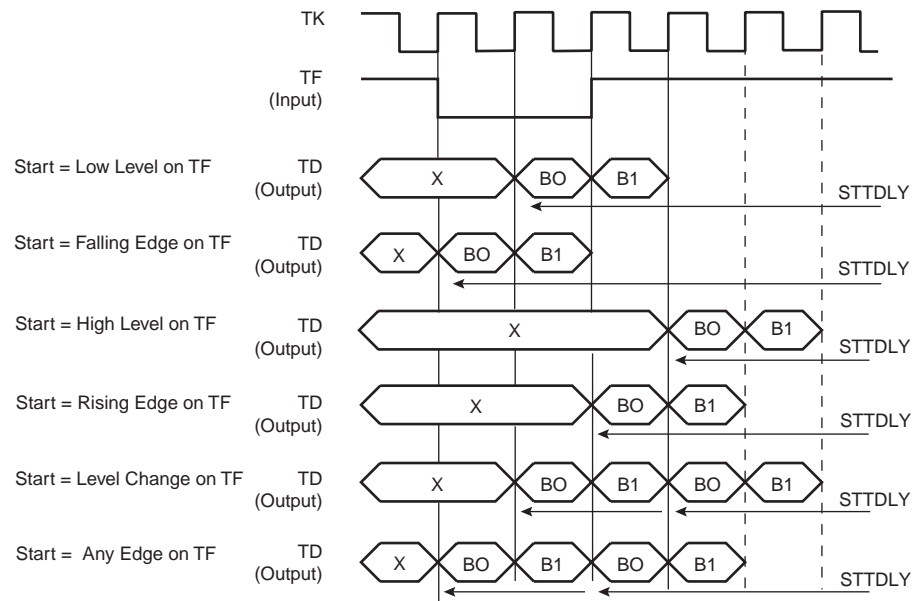 TK
TF
(Input)
Start = Low Level on TF
TD
(Output)
X
BO
B1
STTDLY
Start = Falling Edge on TF
TD
(Output)
X
BO
B1
STTDLY
Start = High Level on TF
TD
(Output)
X
BO
B1
STTDLY
Start = Rising Edge on TF
TD
(Output)
X
BO
B1
STTDLY
Start = Level Change on TF
TD
(Output)
X
BO
B1
BO
B1
STTDLY
Start = Any Edge on TF
TD
(Output)
X
BO
B1
BO
B1
STTDLY